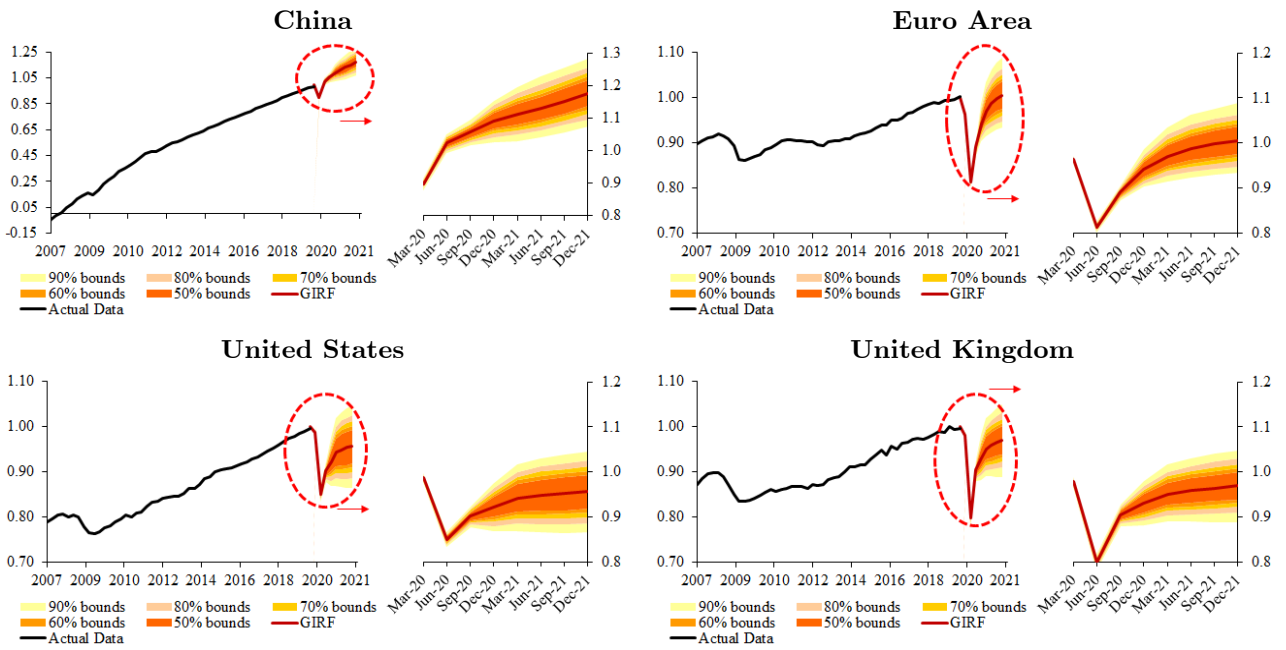 China
1.25
1.05
0.85
0.65
0.45
0.25
0.05
-0.15
2007 2009 2010 2012 2013 2015 2016 2018 2020 2021
1.3
1.2
1.1
1.0
0.9
0.8
Mar-20
Jun-20
Sep-20
Dec-20
Mar-21
Jun-21
Sep-21
Dec-21
90% bounds 80% bounds 70% bounds
60% bounds 50% bounds GIRF
Actual Data
Euro Area
1.10
1.00
0.90
0.80
0.70
2007 2009 2010 2012 2013 2015 2016 2018 2020 2021
1.2
1.1
1.0
0.9
0.8
Mar-20
Jun-20
Sep-20
Dec-20
Mar-21
Jun-21
Sep-21
Dec-21
90% bounds 80% bounds 70% bounds
60% bounds 50% bounds GIRF
Actual Data
United States
1.10
1.00
0.90
0.80
0.70
2007 2009 2010 2012 2013 2015 2016 2018 2020 2021
1.2
1.1
1.0
0.9
0.8
Mar-20
Jun-20
Sep-20
Dec-20
Mar-21
Jun-21
Sep-21
Dec-21
90% bounds 80% bounds 70% bounds
60% bounds 50% bounds GIRF
Actual Data
United Kingdom
1.10
1.00
0.90
0.80
0.70
2007 2009 2010 2012 2013 2015 2016 2018 2020 2021
1.2
1.1
1.0
0.9
0.8
Mar-20
Jun-20
Sep-20
Dec-20
Mar-21
Jun-21
Sep-21
Dec-21
90% bounds 80% bounds 70% bounds
60% bounds 50% bounds GIRF
Actual Data